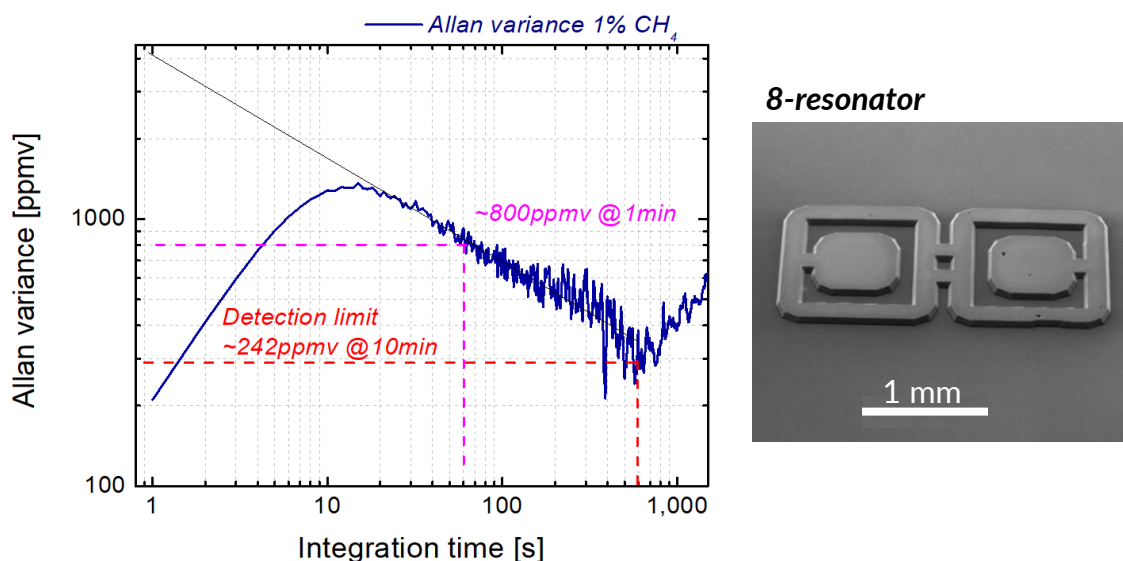 Allan variance 1% CH4
Allan variance [ppmv]
1000
100
~800ppmv @1min
Detection limit
~242ppmv @10min
1
10
100
1,000
Integration time [s]
8-resonator
1 mm